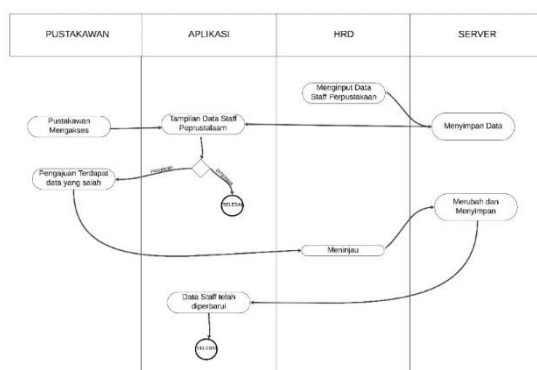 PUSTAKAWAN
APLIKASI
HRD
SERVER
Menginput Data
Staff Perpustakaan
Pustakawan
Mengakses
Tampilan Data Staff
Menyimpan Data
Pengajuan Terdapat
data yang salah
SELESAI
Merubah dan
Menyimpan
Meninjau
Data Staff telah
diperbarui
SELESAI